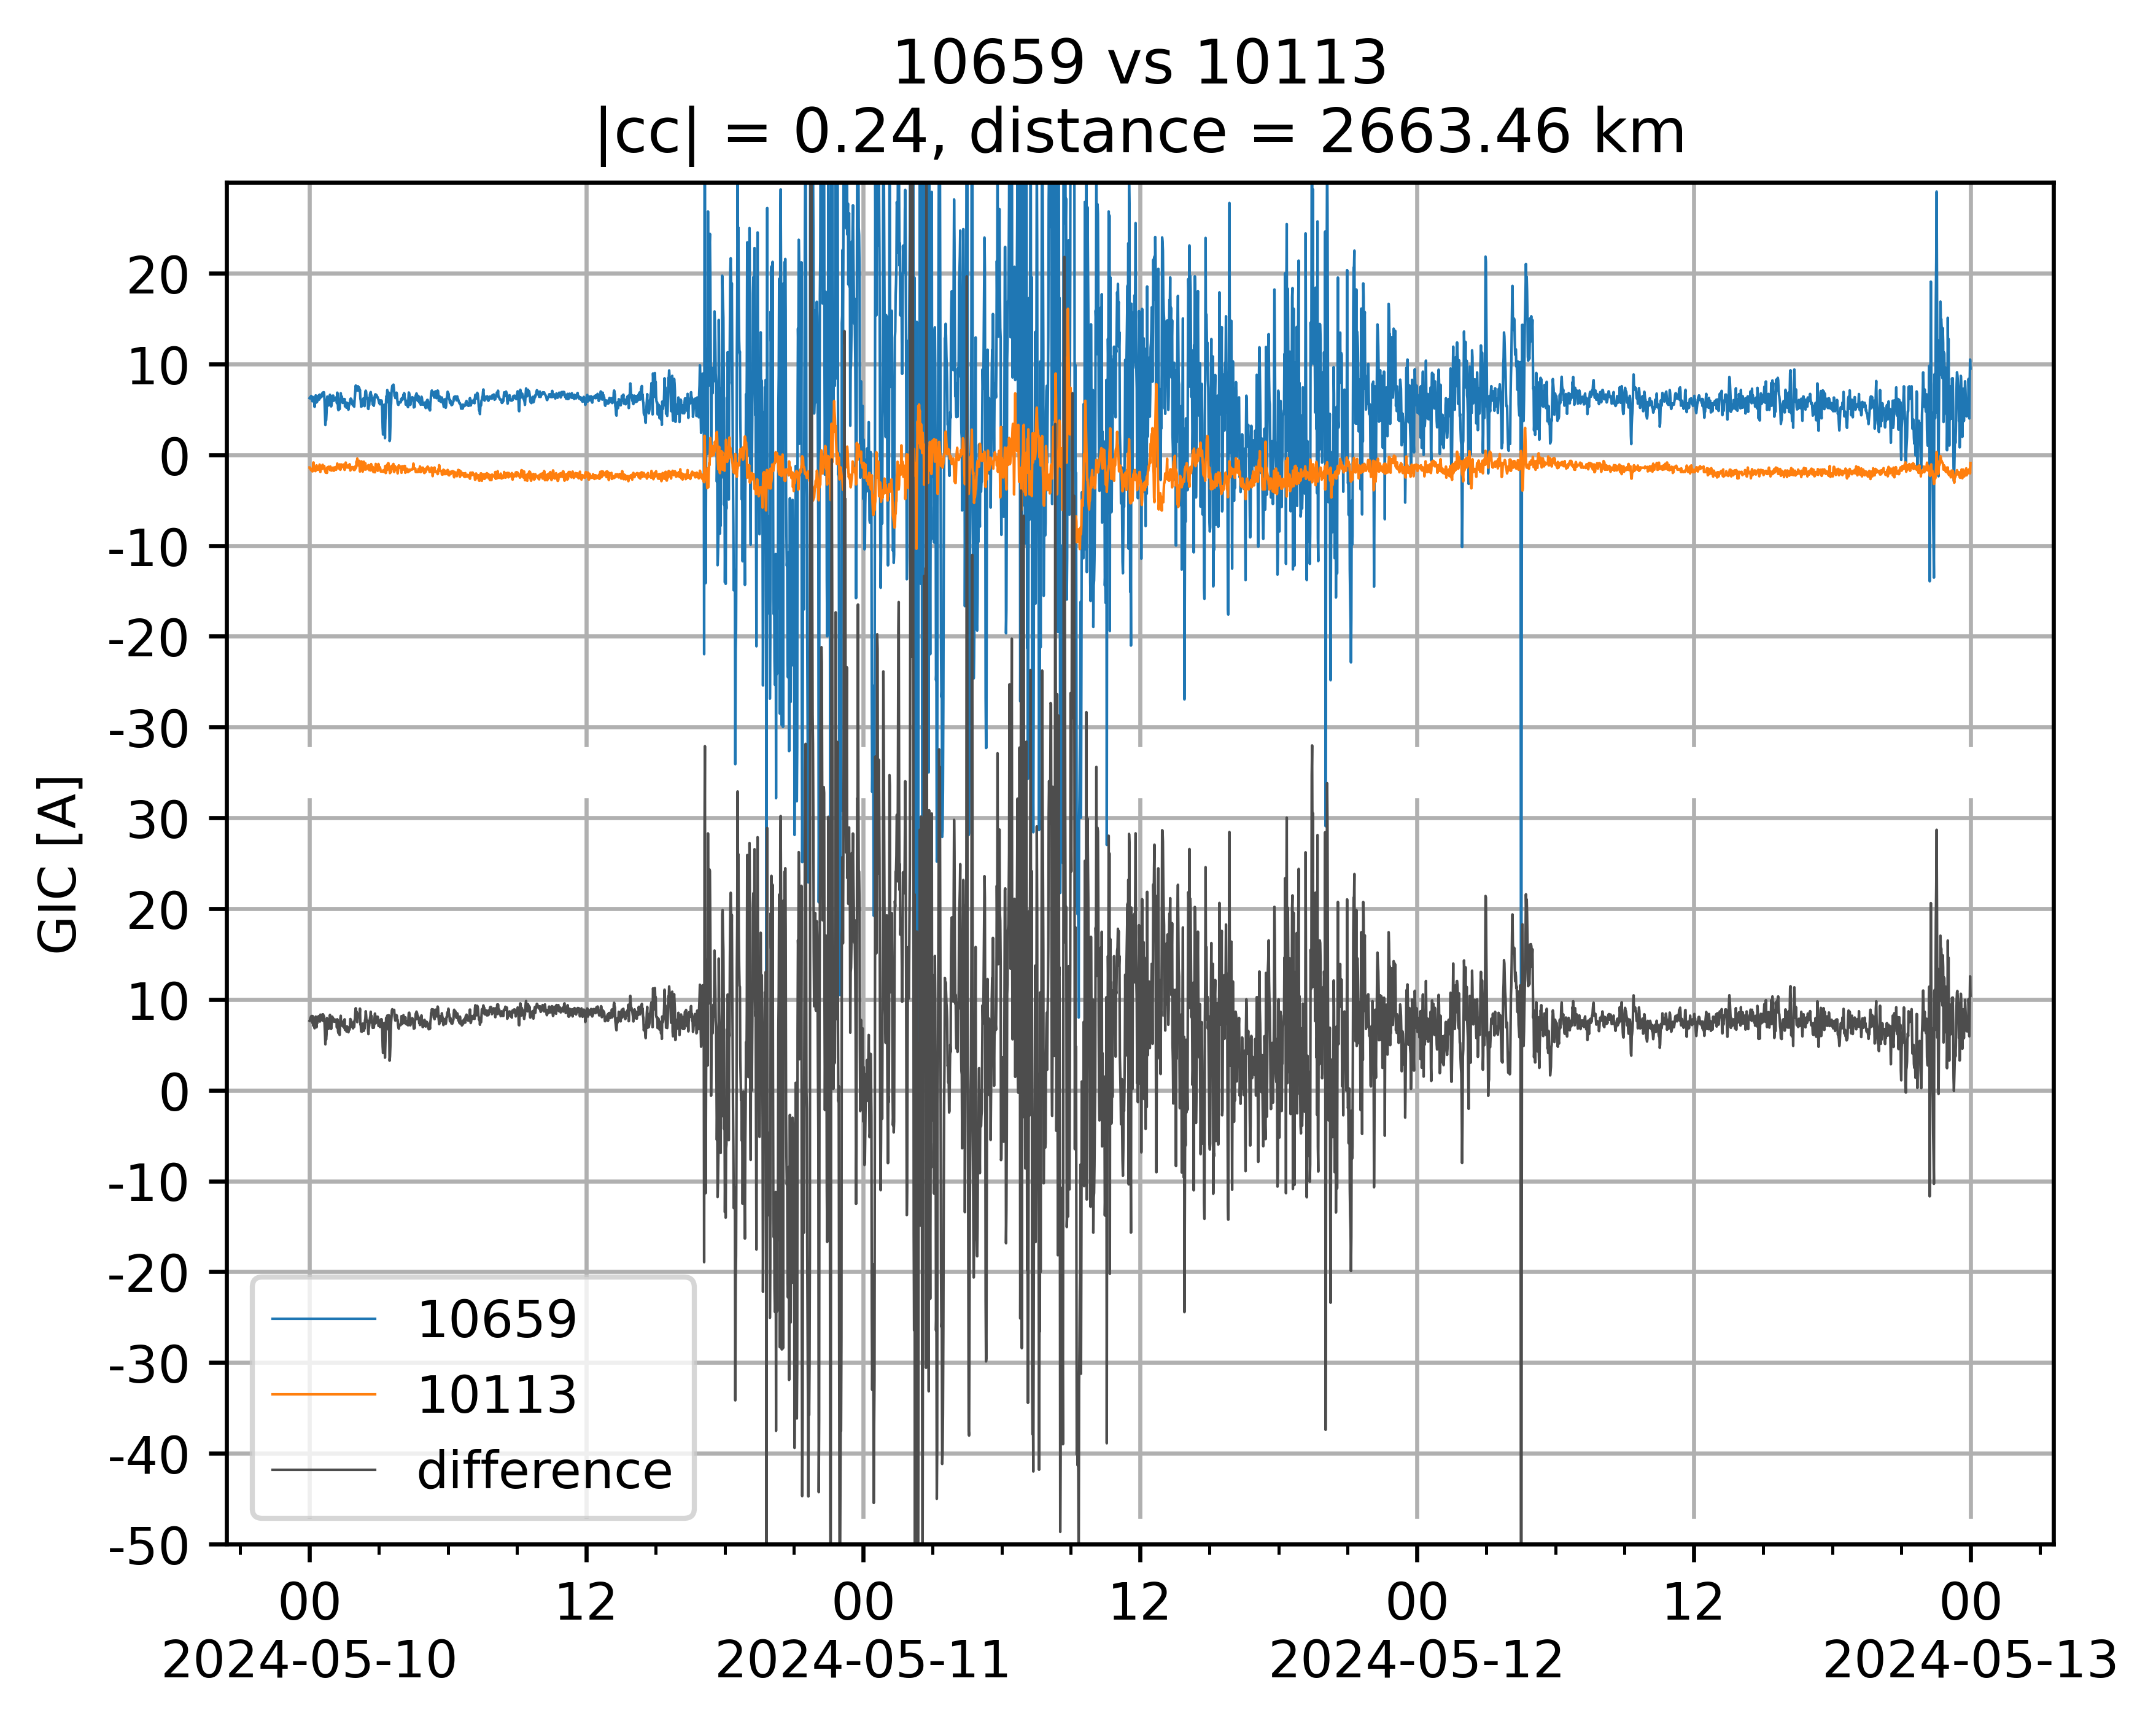 10659 vs 10113
|cc| = 0.24, distance = 2663.46 km
GIC [A]
20
10
0
-10
-20
-30
30
20
10
0
-10
-20
-30
-40
-50
10659
10113
difference
00 12 00 12 00 12 00
2024-05-10 2024-05-11 2024-05-12 2024-05-13